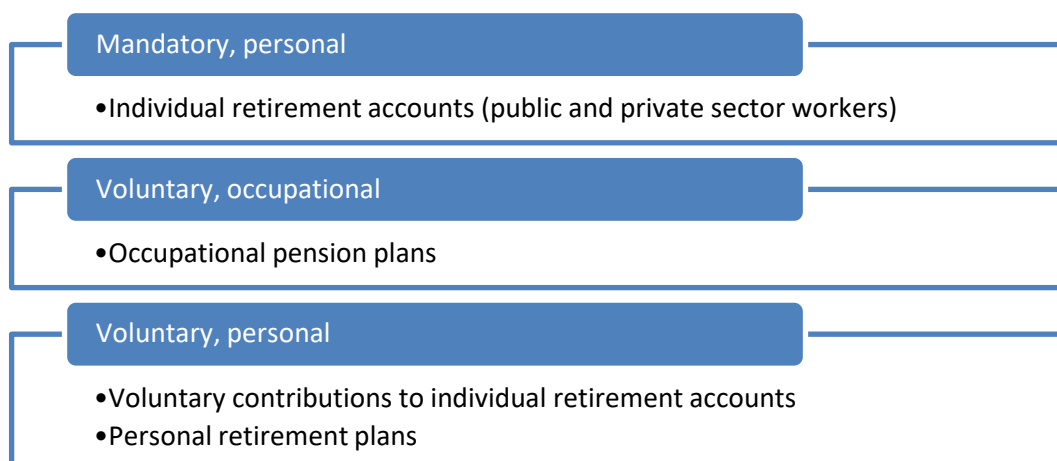 Mandatory, personal
•Individual retirement accounts (public and private sector workers)
Voluntary, occupational
•Occupational pension plans
Voluntary, personal
•Voluntary contributions to individual retirement accounts
•Personal retirement plans